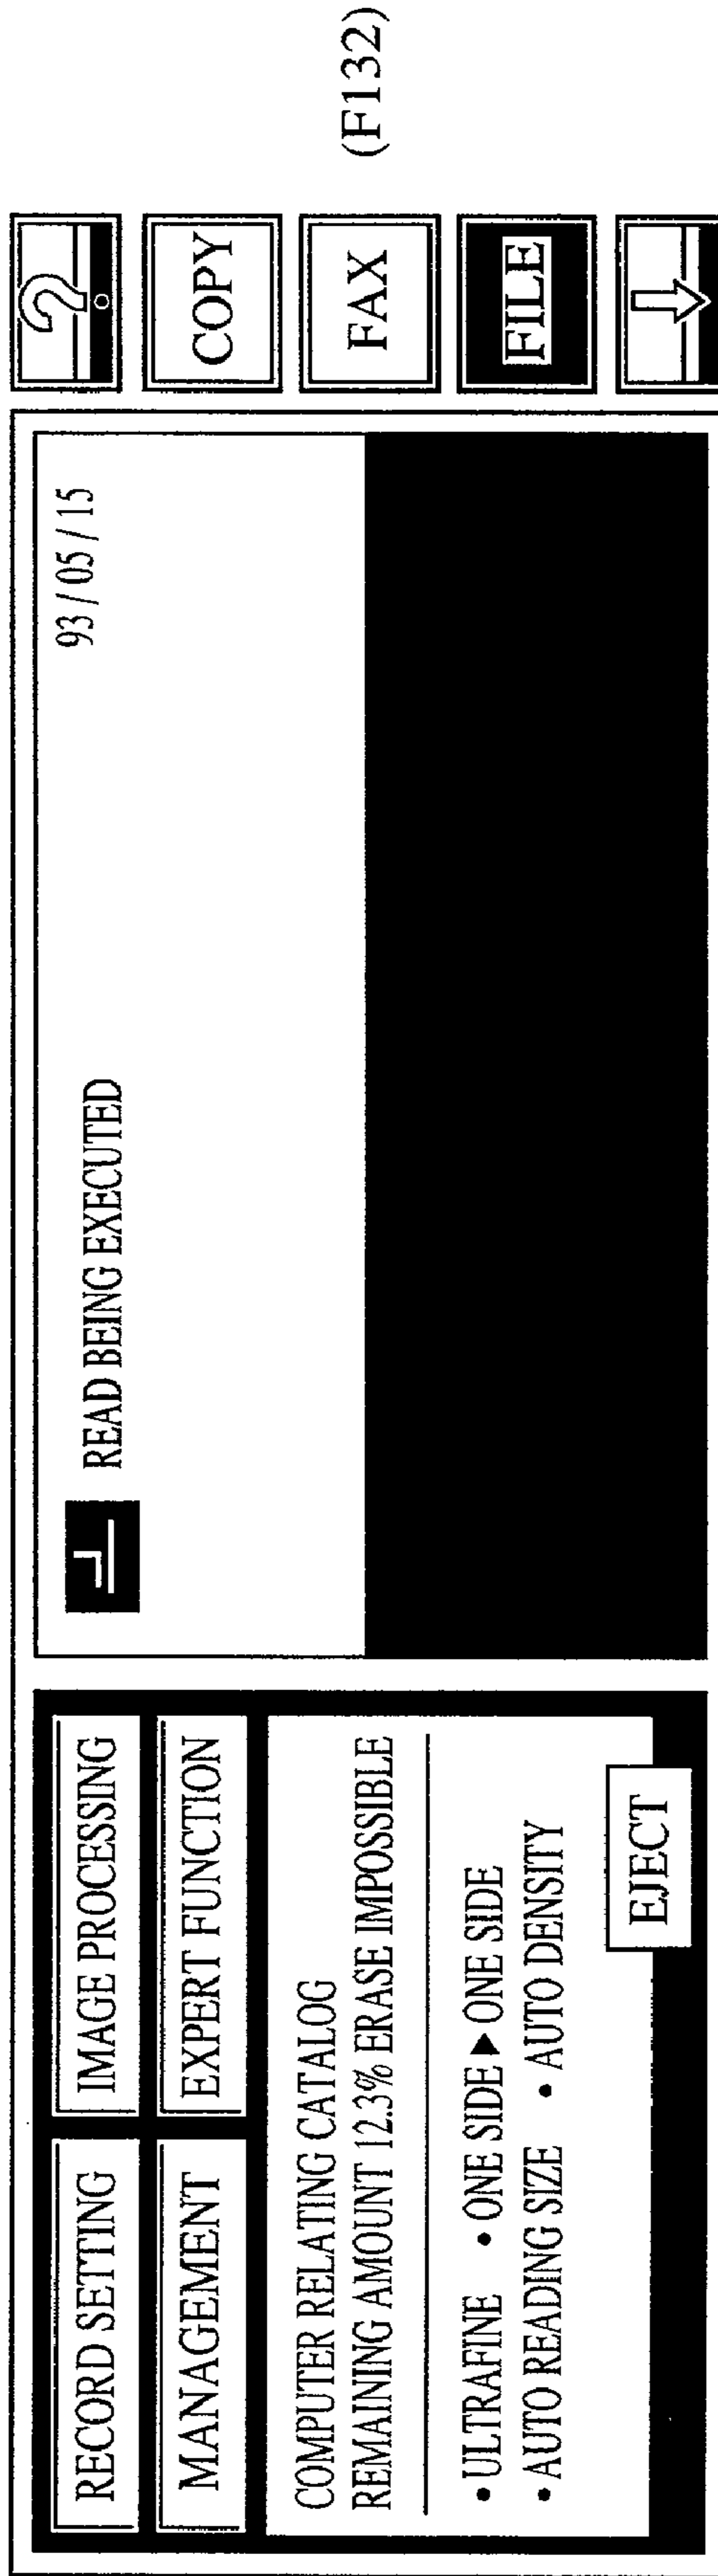 RECORD SETTING
IMAGE PROCESSING
MANAGEMENT
EXPERT FUNCTION
COMPUTER RELATING CATALOG
REMAINING AMOUNT 12.3% ERASE IMPOSSIBLE
• ULTRAFINE • ONE SIDE ▶ ONE SIDE
• AUTO READING SIZE • AUTO DENSITY
EJECT
READ BEING EXECUTED
93 / 05 / 15
?
COPY
FAX
FILE
(F132)